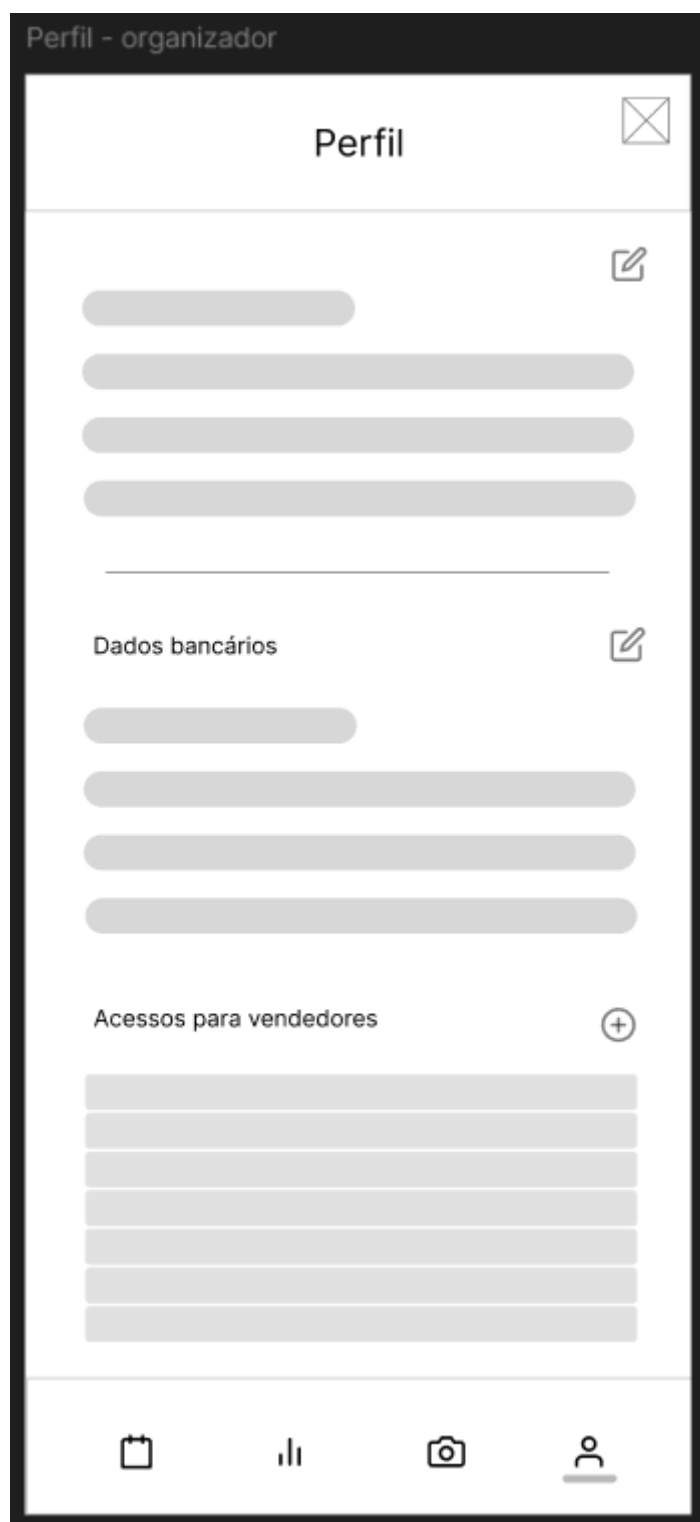 Perfil - organizador
Perfil
Dados bancários
Acessos para vendedores